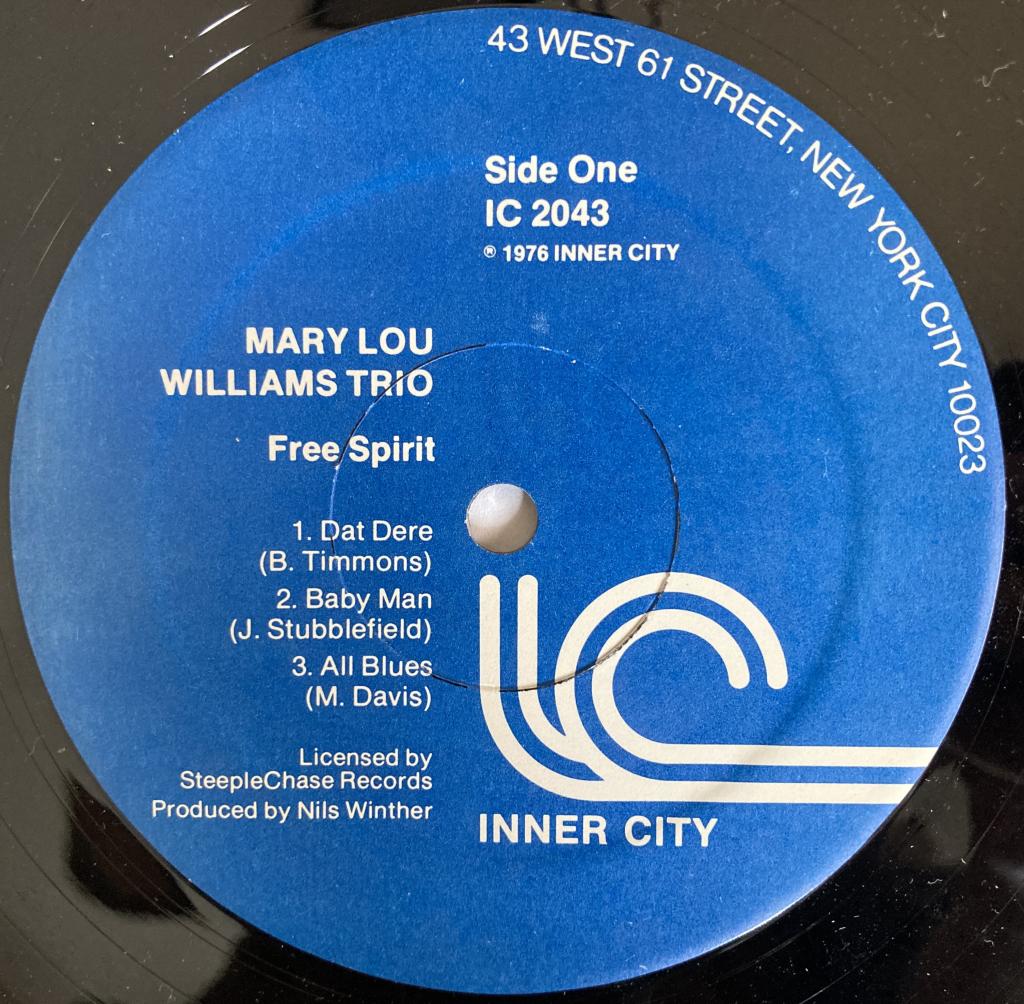 43 WEST 61 STREET, NEW YORK CITY 10023
Side One
IC 2043
® 1976 INNER CITY
MARY LOU
WILLIAMS TRIO
Free Spirit
1. Dat Dere
(B. Timmons)
2. Baby Man
(J. Stubblefield)
3. All Blues
(M. Davis)
Licensed by
SteepleChase Records
Produced by Nils Winther
IC
INNER CITY